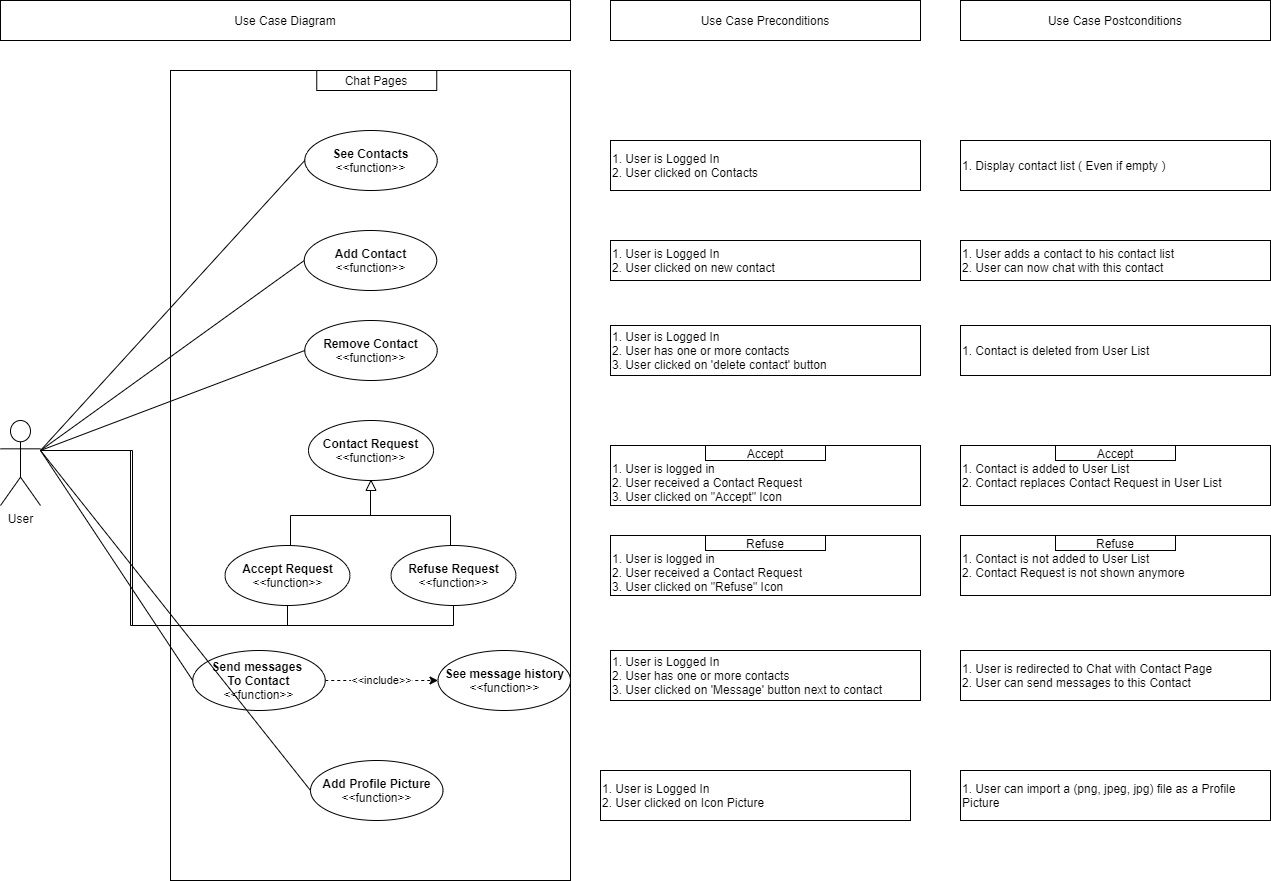 Use Case Diagram
Use Case Preconditions
Use Case Postconditions
Chat Pages
See Contacts
<<function>>
1. User is Logged In
2. User clicked on Contacts
1. Display contact list ( Even if empty )
Add Contact
<<function>>
1. User is Logged In
2. User clicked on new contact
1. User adds a contact to his contact list
2. User can now chat with this contact
Remove Contact
<<function>>
1. User is Logged In
2. User has one or more contacts
3. User clicked on 'delete contact' button
1. Contact is deleted from User List
User
Contact Request
<<function>>
Accept
1. User is logged in
2. User received a Contact Request
3. User clicked on "Accept" Icon
Accept
1. Contact is added to User List
2. Contact replaces Contact Request in User List
Accept Request
<<function>>
Refuse Request
<<function>>
Refuse
1. User is logged in
2. User received a Contact Request
3. User clicked on "Refuse" Icon
Refuse
1. Contact is not added to User List
2. Contact Request is not shown anymore
Send messages
To Contact
<<function>>
<<include>>
See message history
<<function>>
1. User is Logged In
2. User has one or more contacts
3. User clicked on 'Message' button next to contact
1. User is redirected to Chat with Contact Page
2. User can send messages to this Contact
Add Profile Picture
<<function>>
1. User is Logged In
2. User clicked on Icon Picture
1. User can import a (png, jpeg, jpg) file as a Profile
Picture